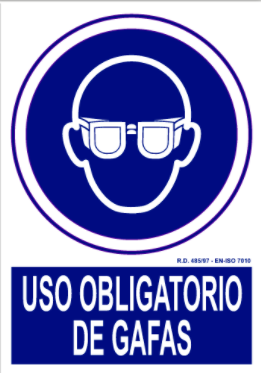 R.D. 485/97 - EN-ISO 7010
USO OBLIGATORIO
DE GAFAS